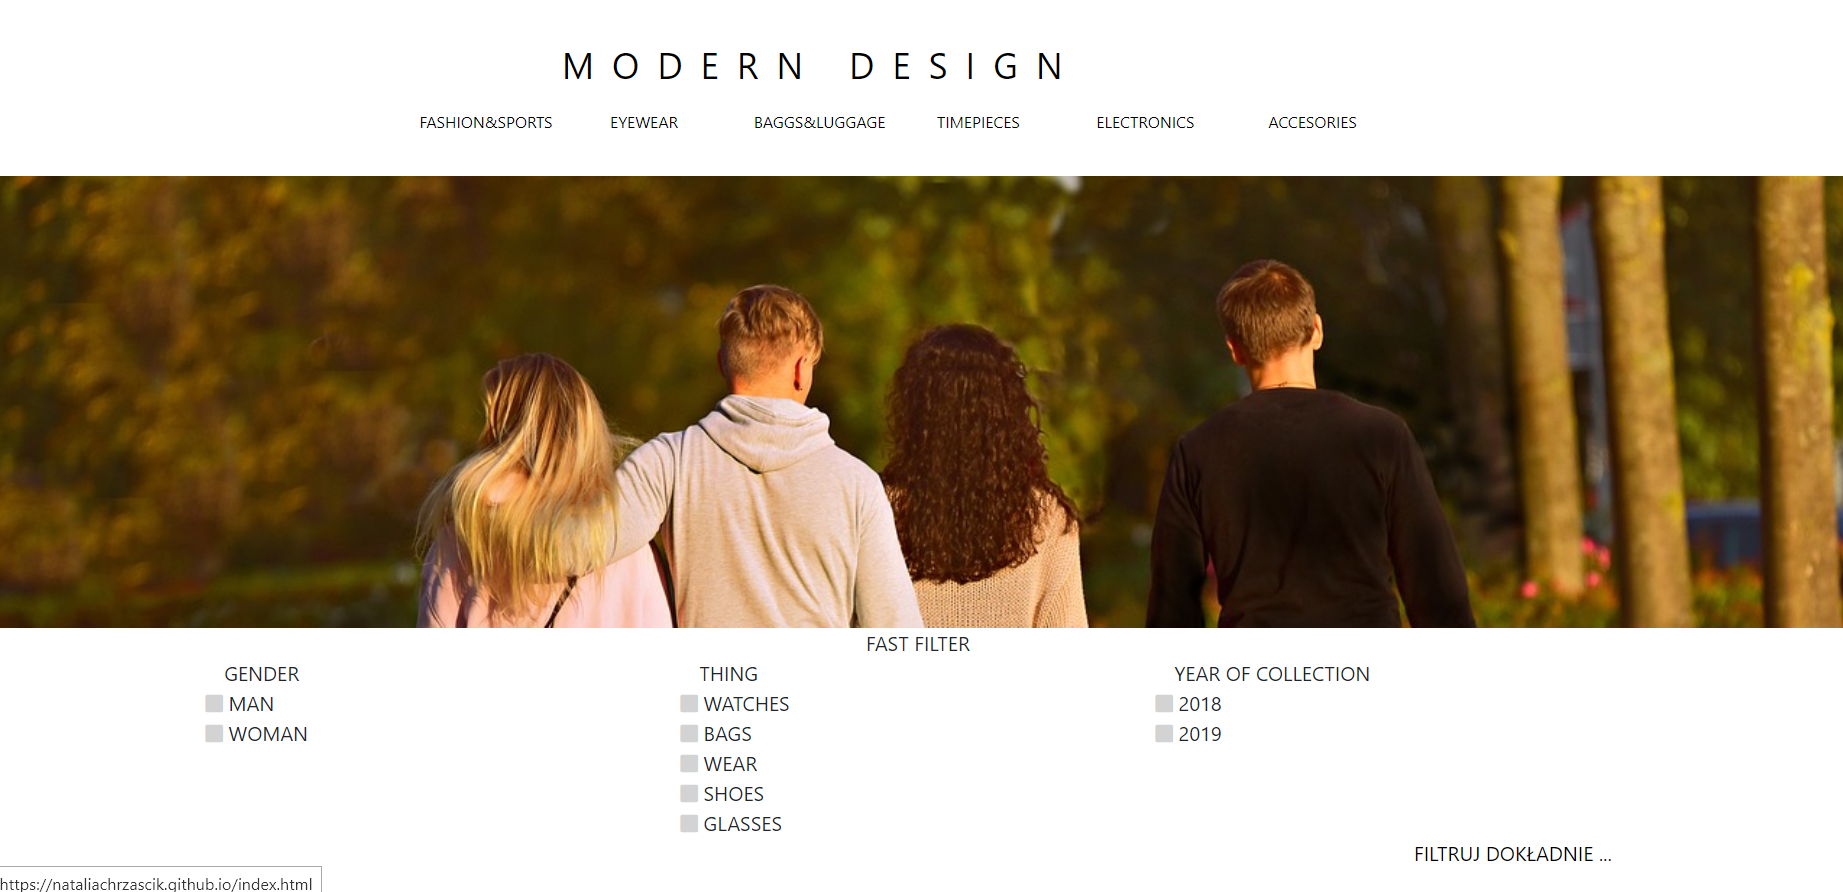 MODERN DESIGN
FASHION&SPORTS EYEWEAR BAGGS&LUGGAGE TIMEPIECES ELECTRONICS ACCESORIES
FAST FILTER
GENDER THING YEAR OF COLLECTION
MAN WATCHES 2018
WOMAN BAGS 2019
WEAR
SHOES
GLASSES
FILTRUJ DOKŁADNIE ...
https://nataliachrzascik.github.io/index.html